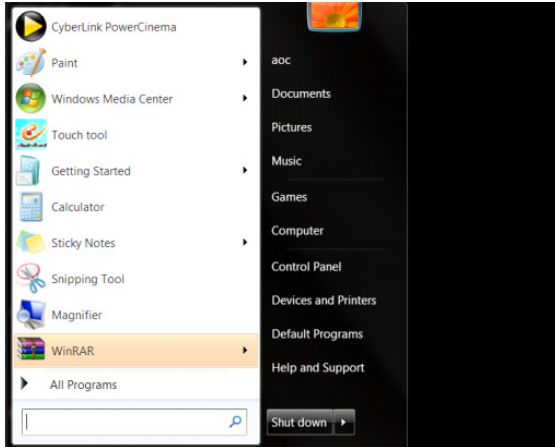 CyberLink PowerCinema
Paint
Windows Media Center
Touch tool
Getting Started
Calculator
Sticky Notes
Snipping Tool
Magnifier
WinRAR
All Programs
aoc
Documents
Pictures
Music
Games
Computer
Control Panel
Devices and Printers
Default Programs
Help and Support
Shut down